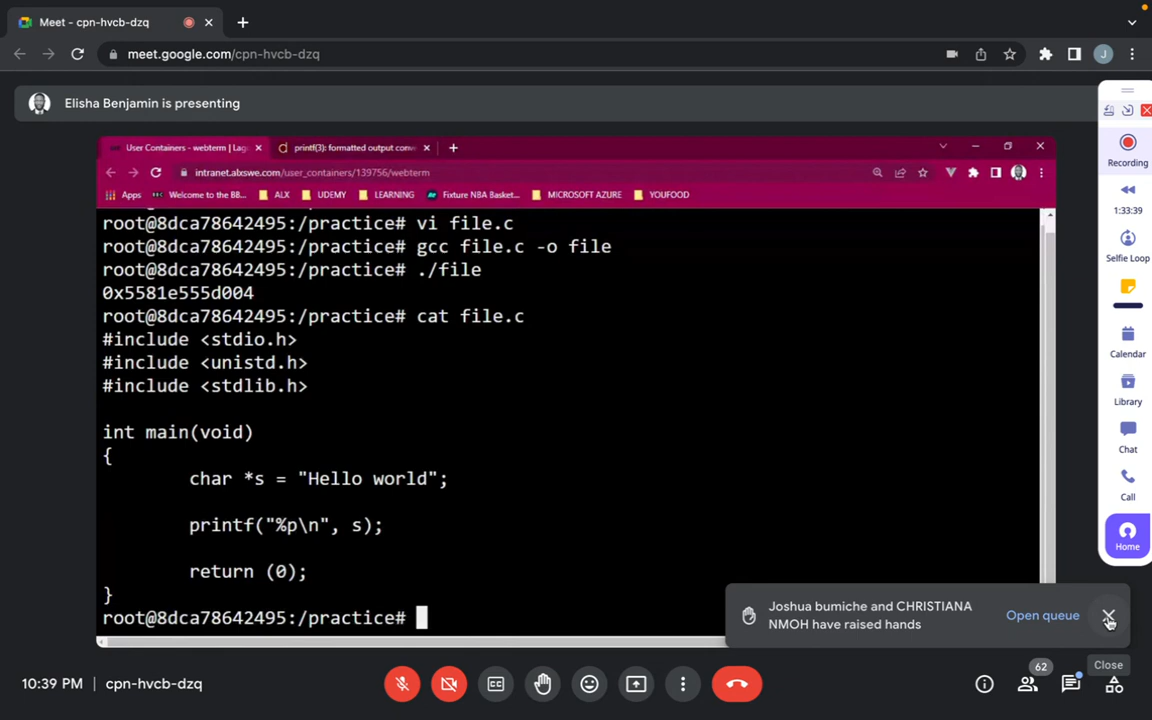 Meet - cpn-hvcb-dzq
meet.google.com/cpn-hvcb-dzq
J
Elisha Benjamin is presenting
User Containers - webterm | Lag
printf(3): formatted output conv
intranet.alxswe.com/user_containers/139756/webterm
Apps
Welcome to the BB...
ALX
UDEMY
LEARNING
Fixture NBA Basket...
MICROSOFT AZURE
YOUFOOD
root@8dca78642495:/practice# vi file.c
root@8dca78642495:/practice# gcc file.c -o file
root@8dca78642495:/practice# ./file
0x5581e555d004
root@8dca78642495:/practice# cat file.c
#include <stdio.h>
#include <unistd.h>
#include <stdlib.h>
int main(void)
{
char *s = "Hello world";
printf("%p\n", s);
return (0);
}
root@8dca78642495:/practice#
Recording
1:33:39
Selfie Loop
Calendar
Library
Chat
Call
Home
Joshua bumiche and CHRISTIANA
NMOH have raised hands
Open queue
Close
10:39 PM | cpn-hvcb-dzq
CC
62